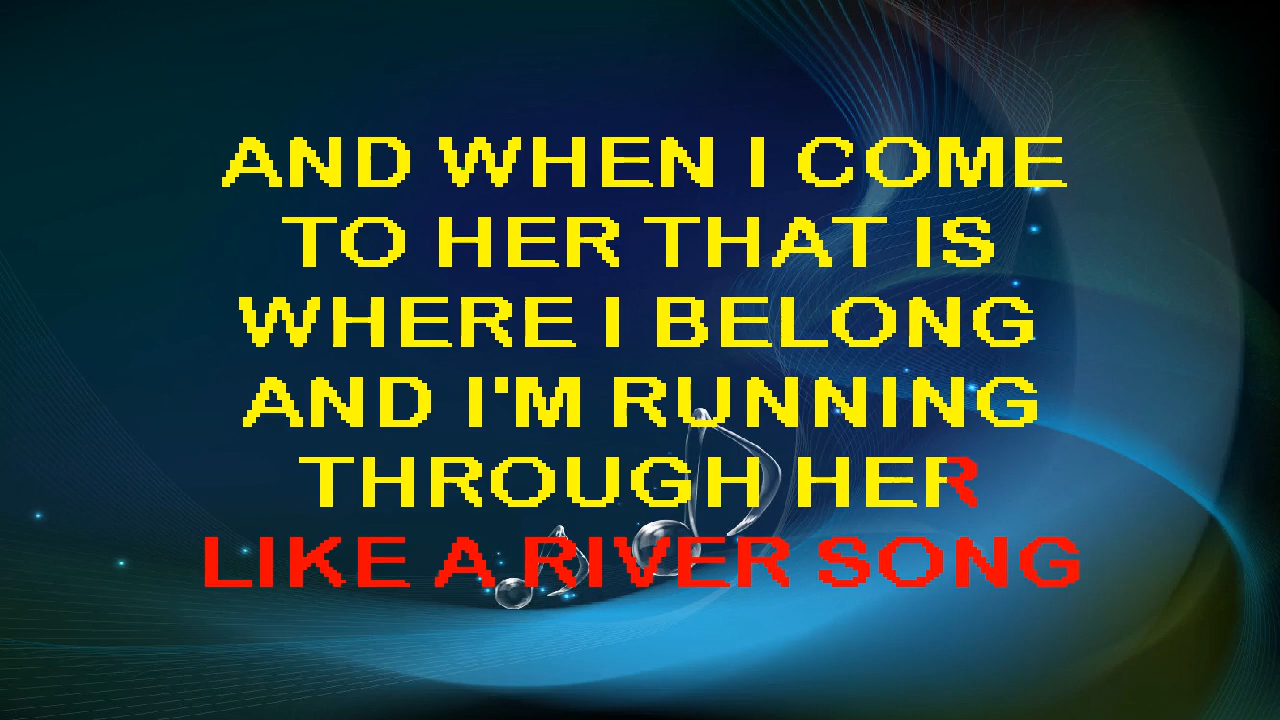 AND WHEN I COME
TO HER THAT IS
WHERE I BELONG
AND I'M RUNNING
THROUGH HER
LIKE A RIVER SONG